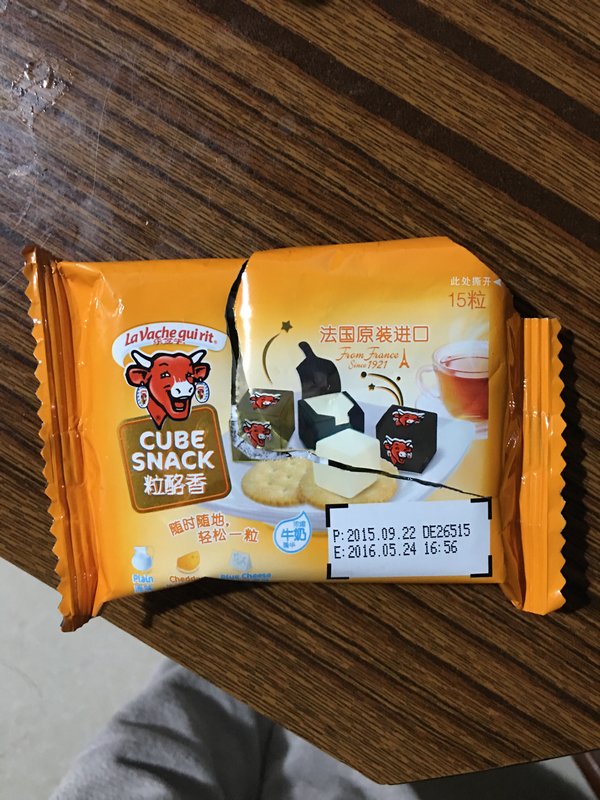 此处撕开
15粒
La Vache qui rit®
法国原装进口
From France
Since 1921
CUBE
SNACK
粒酪香
随时随地,
轻松一粒
牛奶
P:2015.09.22 DE26515
E:2016.05.24 16:56
Plain
Cheddar
Blue Cheese